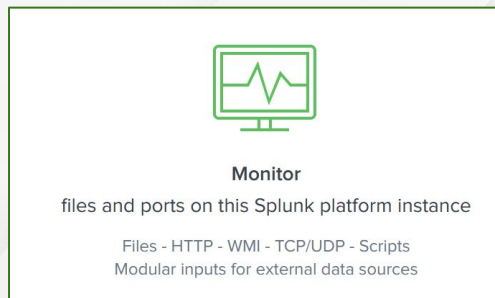 Monitor
files and ports on this Splunk platform instance
Files - HTTP - WMI - TCP/UDP - Scripts
Modular inputs for external data sources